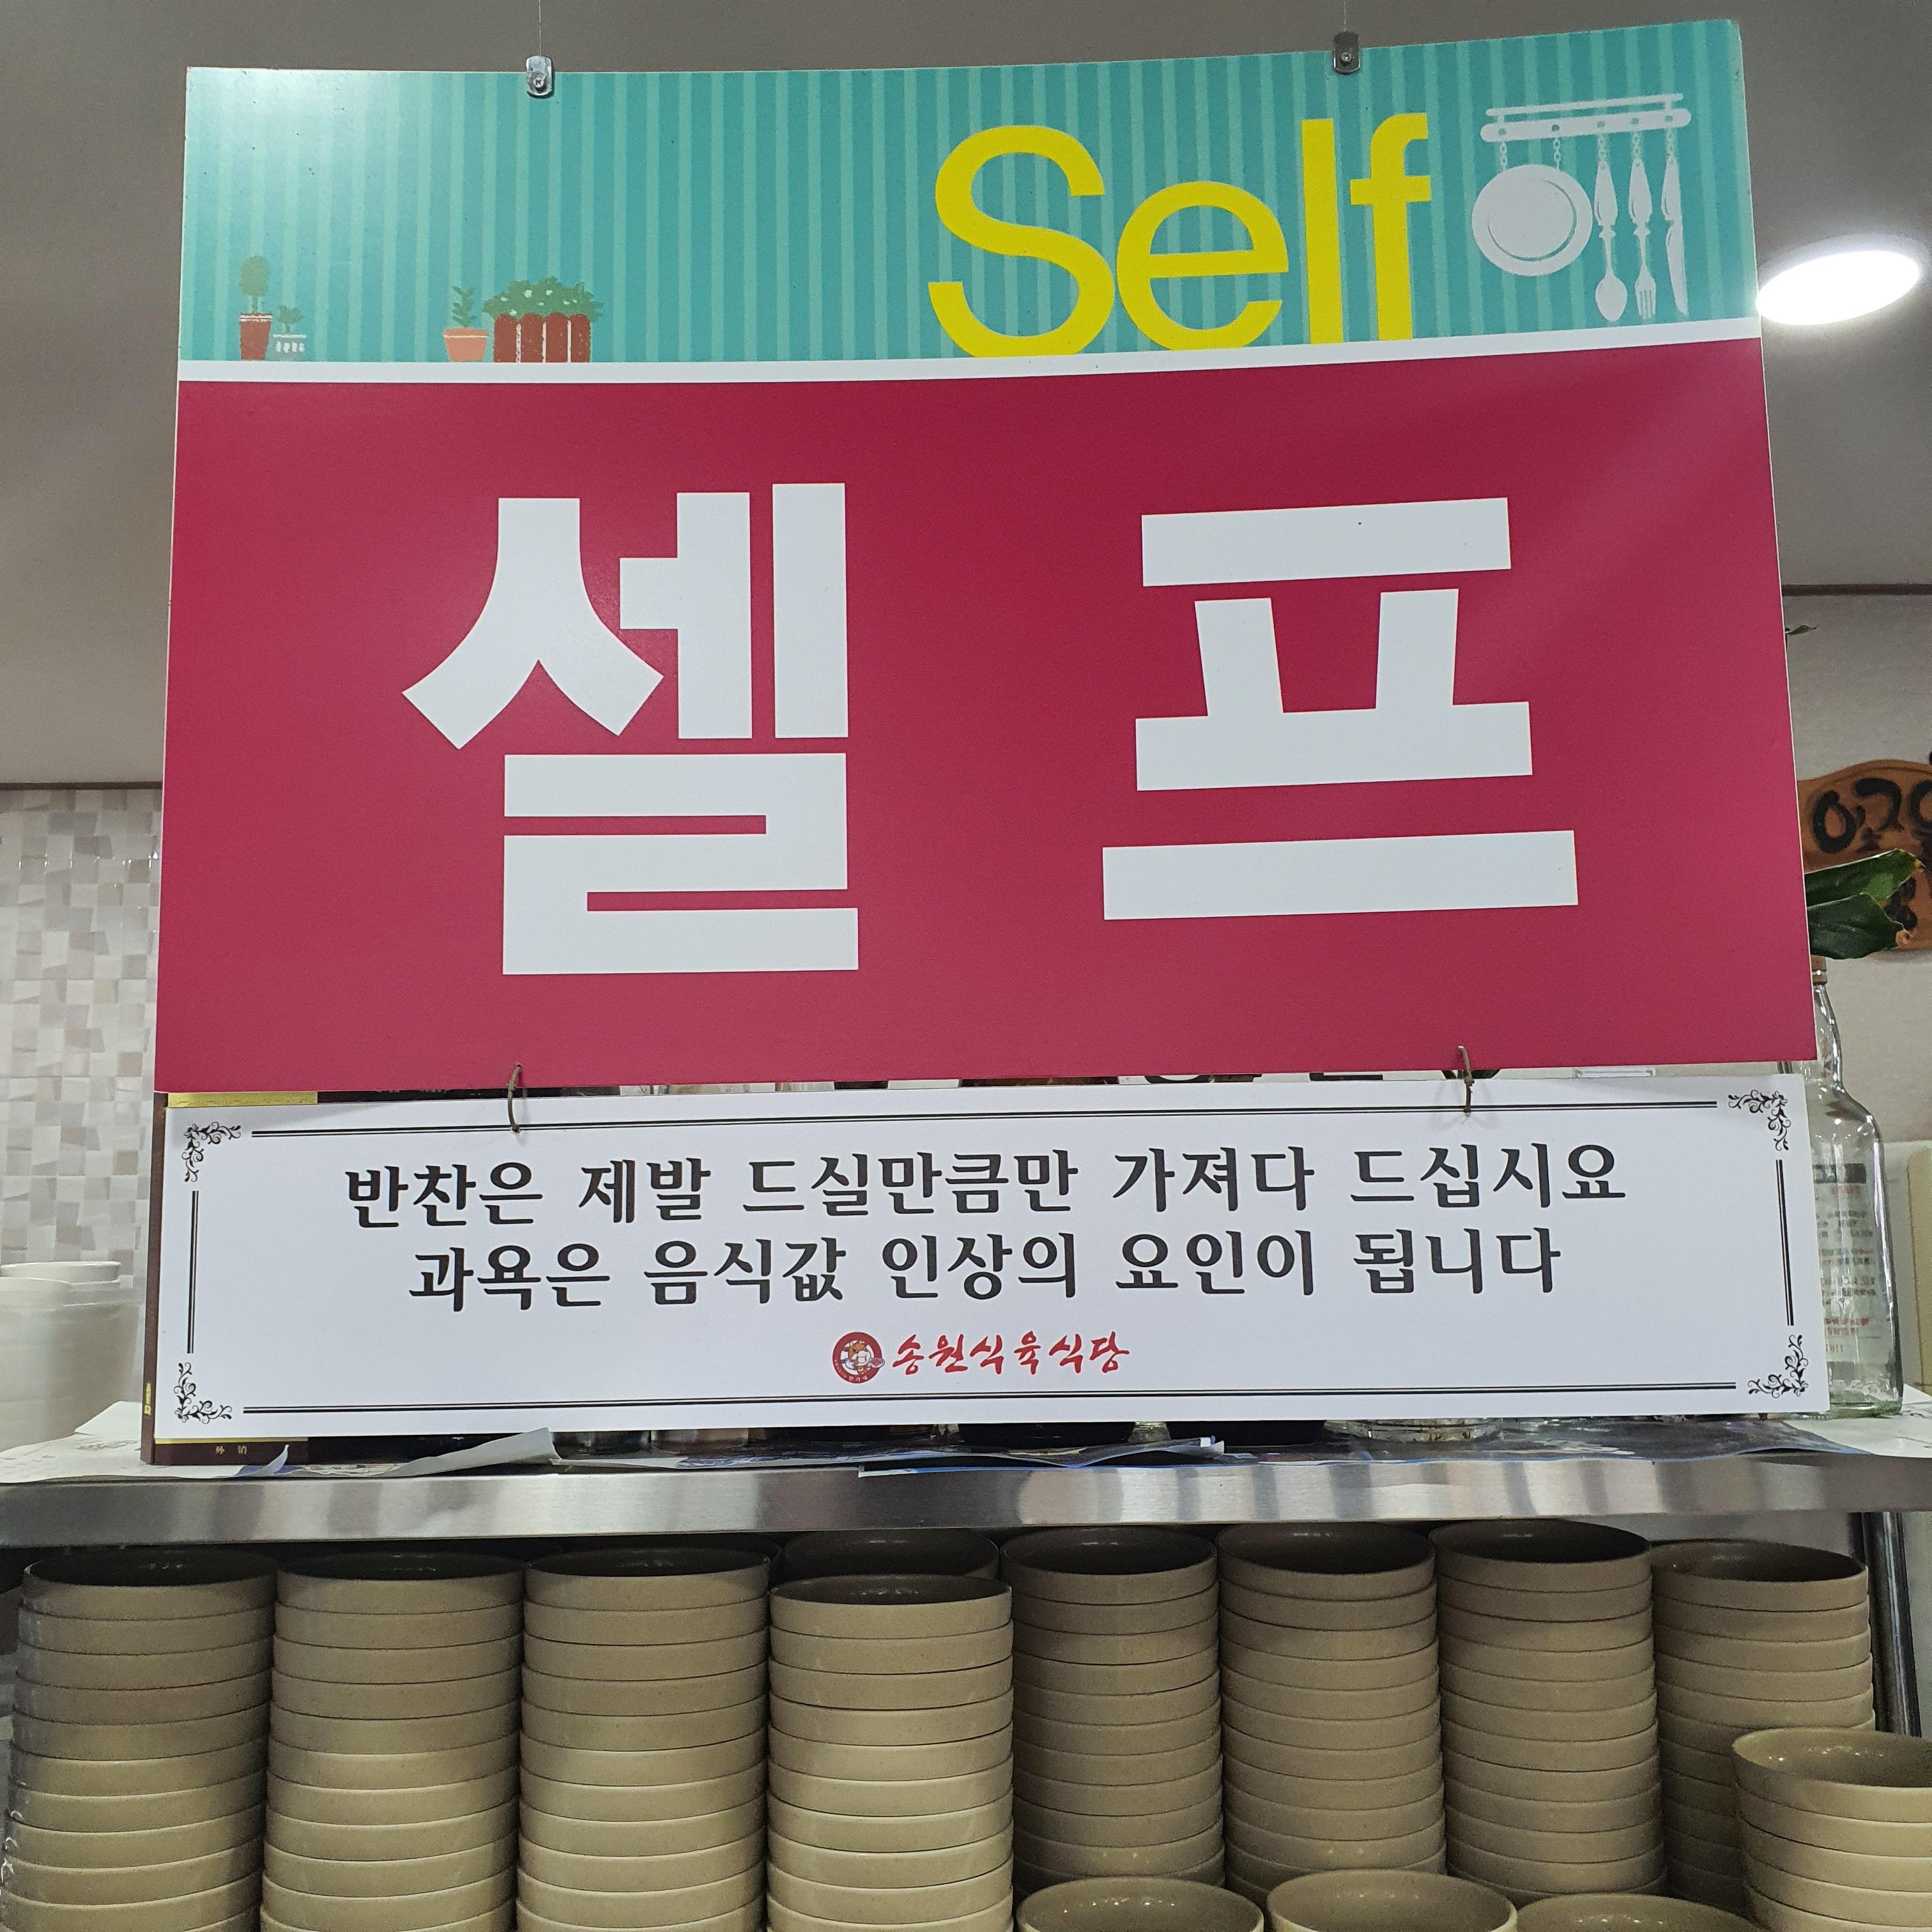 Self
셀프
반찬은 제발 드실만큼만 가져다 드십시요
과욕은 음식값 인상의 요인이 됩니다
송원식육식당